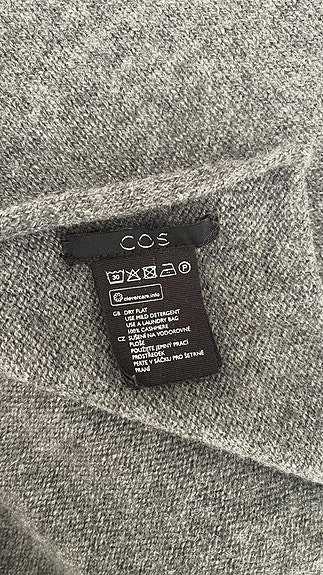 COS
30 P
clevercare.info
GB DRY FLAT
USE MILD DETERGENT
USE A LAUNDRY BAG
100% CASHMERE
CZ SUŠENÍ NA VODOROVNÉ
PLOŠE
POUŽIJTE JEMNÝ PRACÍ
PROSTŘEDEK
PERTE V SÁČKU PRO ŠETRNÉ
PRANÍ